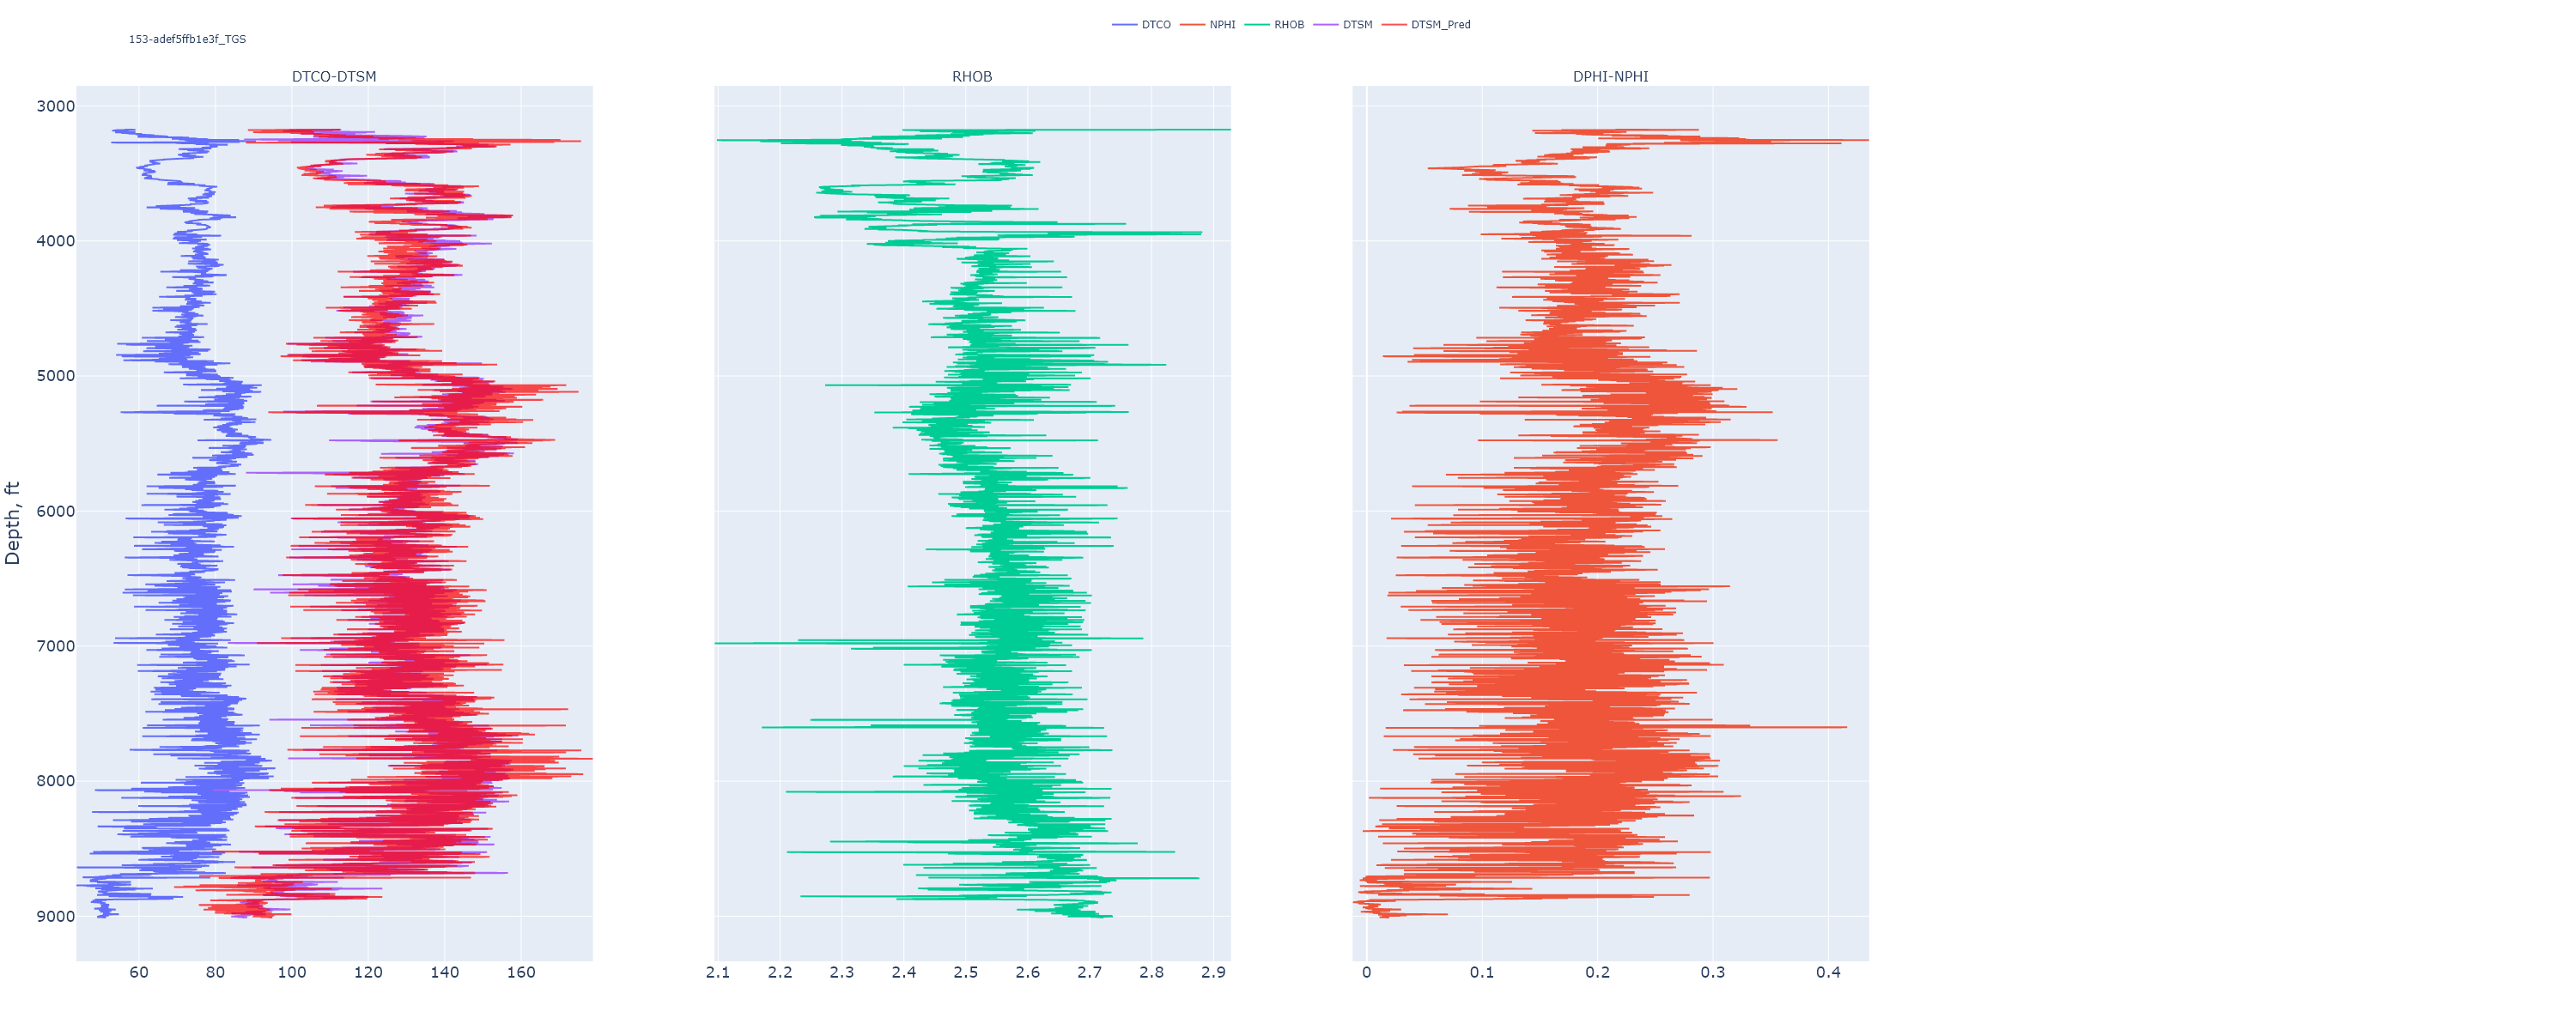 DTCO NPHI RHOB DTSM DTSM_Pred
153-adef5ffb1e3f_TGS
DTCO-DTSM RHOB DPHI-NPHI
Depth, ft
3000
4000
5000
6000
7000
8000
9000
60 80 100 120 140 160
2.1 2.2 2.3 2.4 2.5 2.6 2.7 2.8 2.9
0 0.1 0.2 0.3 0.4